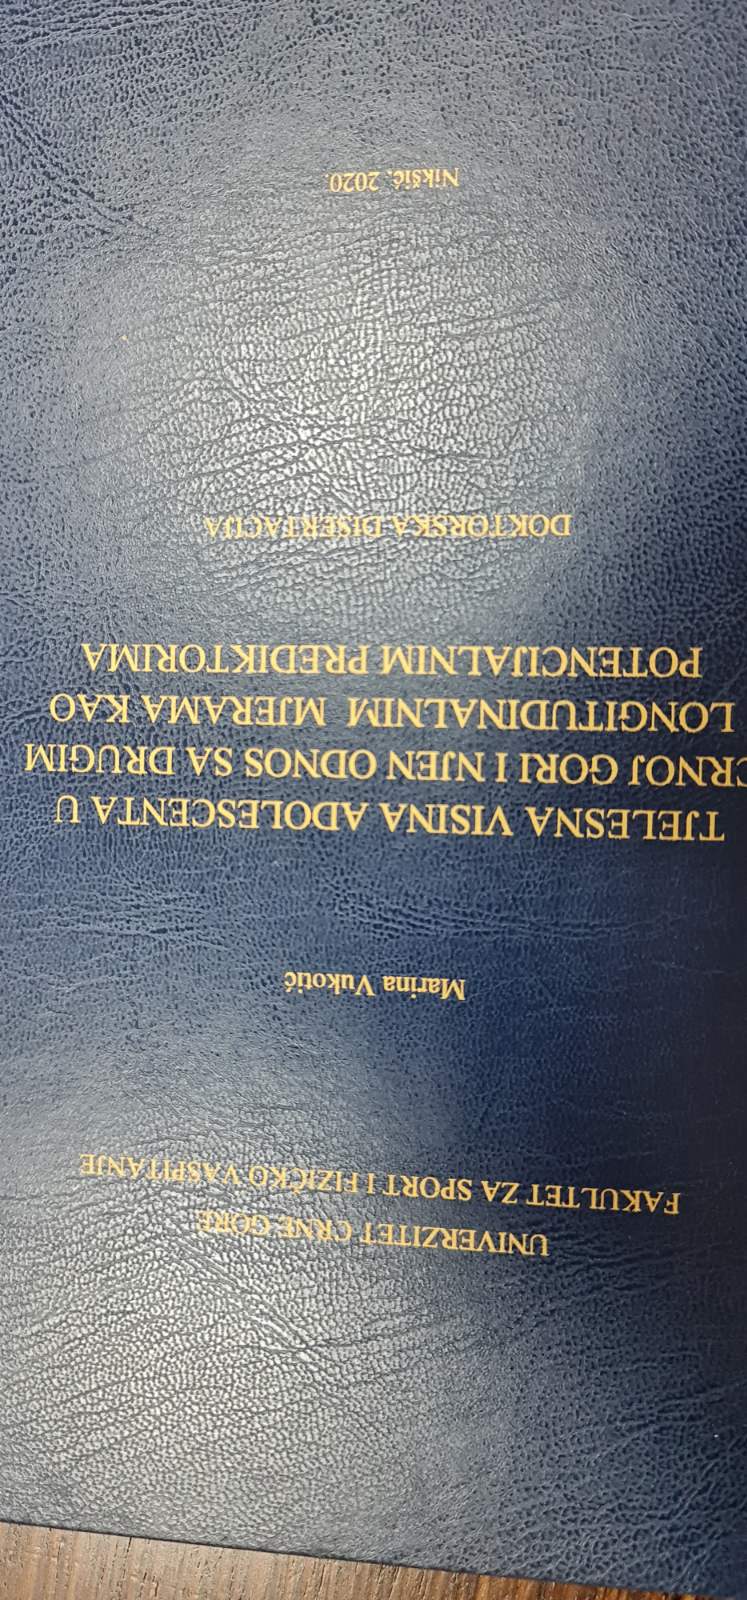 UNIVERZITET CRNE GORE
FAKULTET ZA SPORT I FIZIČKO VASPITANJE
Marina Vukotić
TJELESNA VISINA ADOLESCENTA U
CRNOJ GORI I NJEN ODNOS SA DRUGIM
LONGITUDINALNIM MJERAMA KAO
POTENCIJALNIM PREDIKTORIMA
DOKTORSKA DISERTACIJA
Nikšić, 2020.